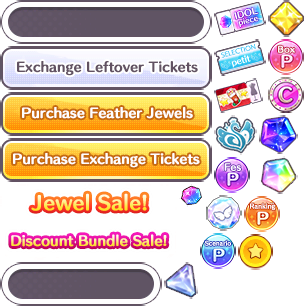 IDOL
piece
SELECTION
petit
Box
P
Exchange Leftover Tickets
C
Purchase Feather Jewels
Purchase Exchange Tickets
Fes
P
Jewel Sale!
Ranking
P
Discount Bundle Sale!
Scenario
P